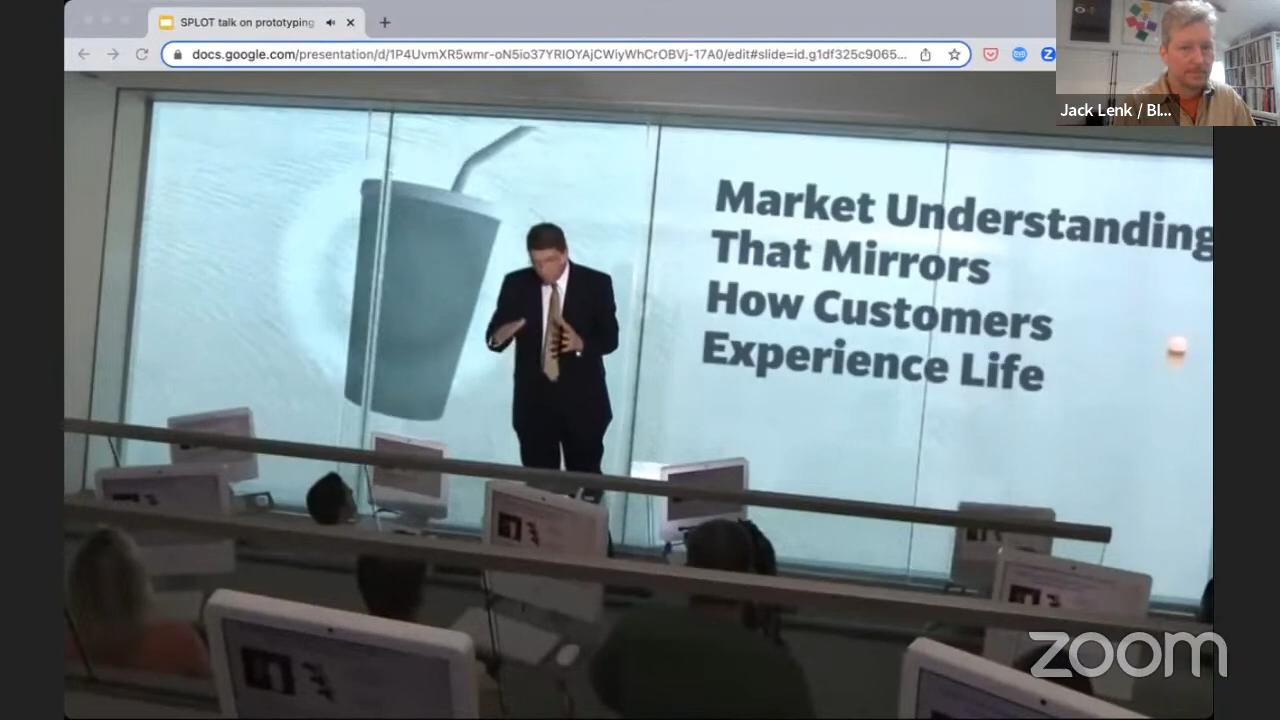 SPLOT talk on prototyping
docs.google.com/presentation/d/1P4UvmXR5wmr-oN5io37YRIOYAjCWiyWhCrOBVj-17A0/edit#slide=id.g1df325c9065...
Jack Lenk / Bl...
Market Understanding
That Mirrors
How Customers
Experience Life
zoom